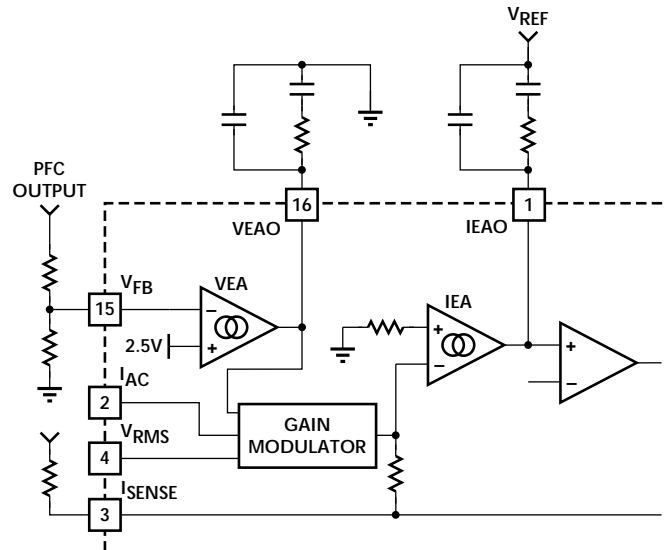 VREF
PFC
OUTPUT
16
1
VEAO
IEAO
VFB
VEA
15
−
+
2.5V
IEA
+
−
+
−
IAC
2
VRMS
4
GAIN
MODULATOR
ISENSE
3